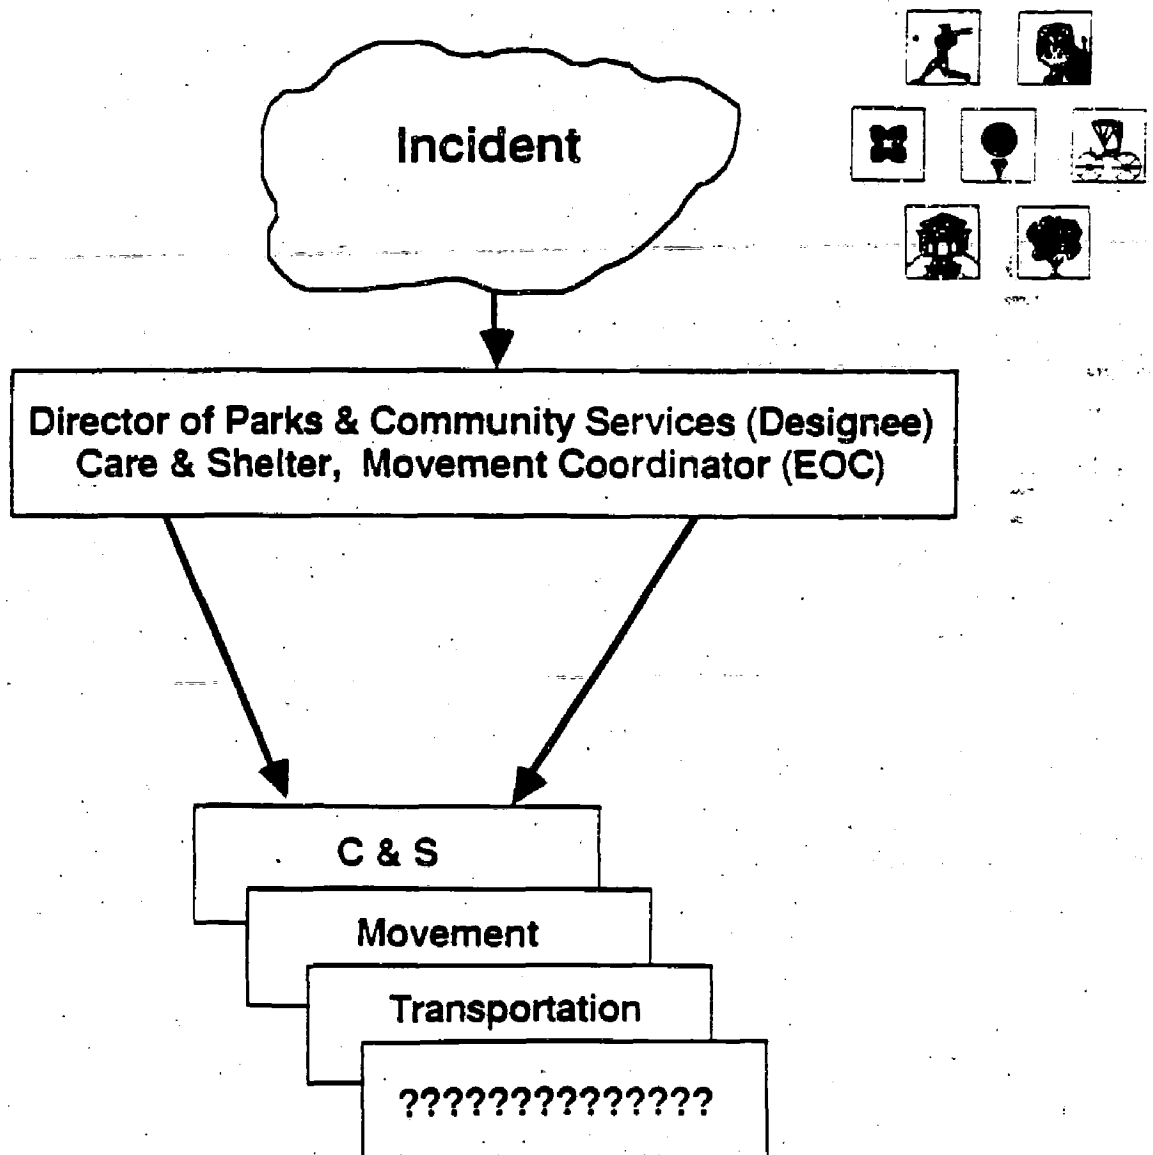 Incident
Director of Parks & Community Services (Designee)
Care & Shelter, Movement Coordinator (EOC)
C & S
Movement
Transportation
??????????????